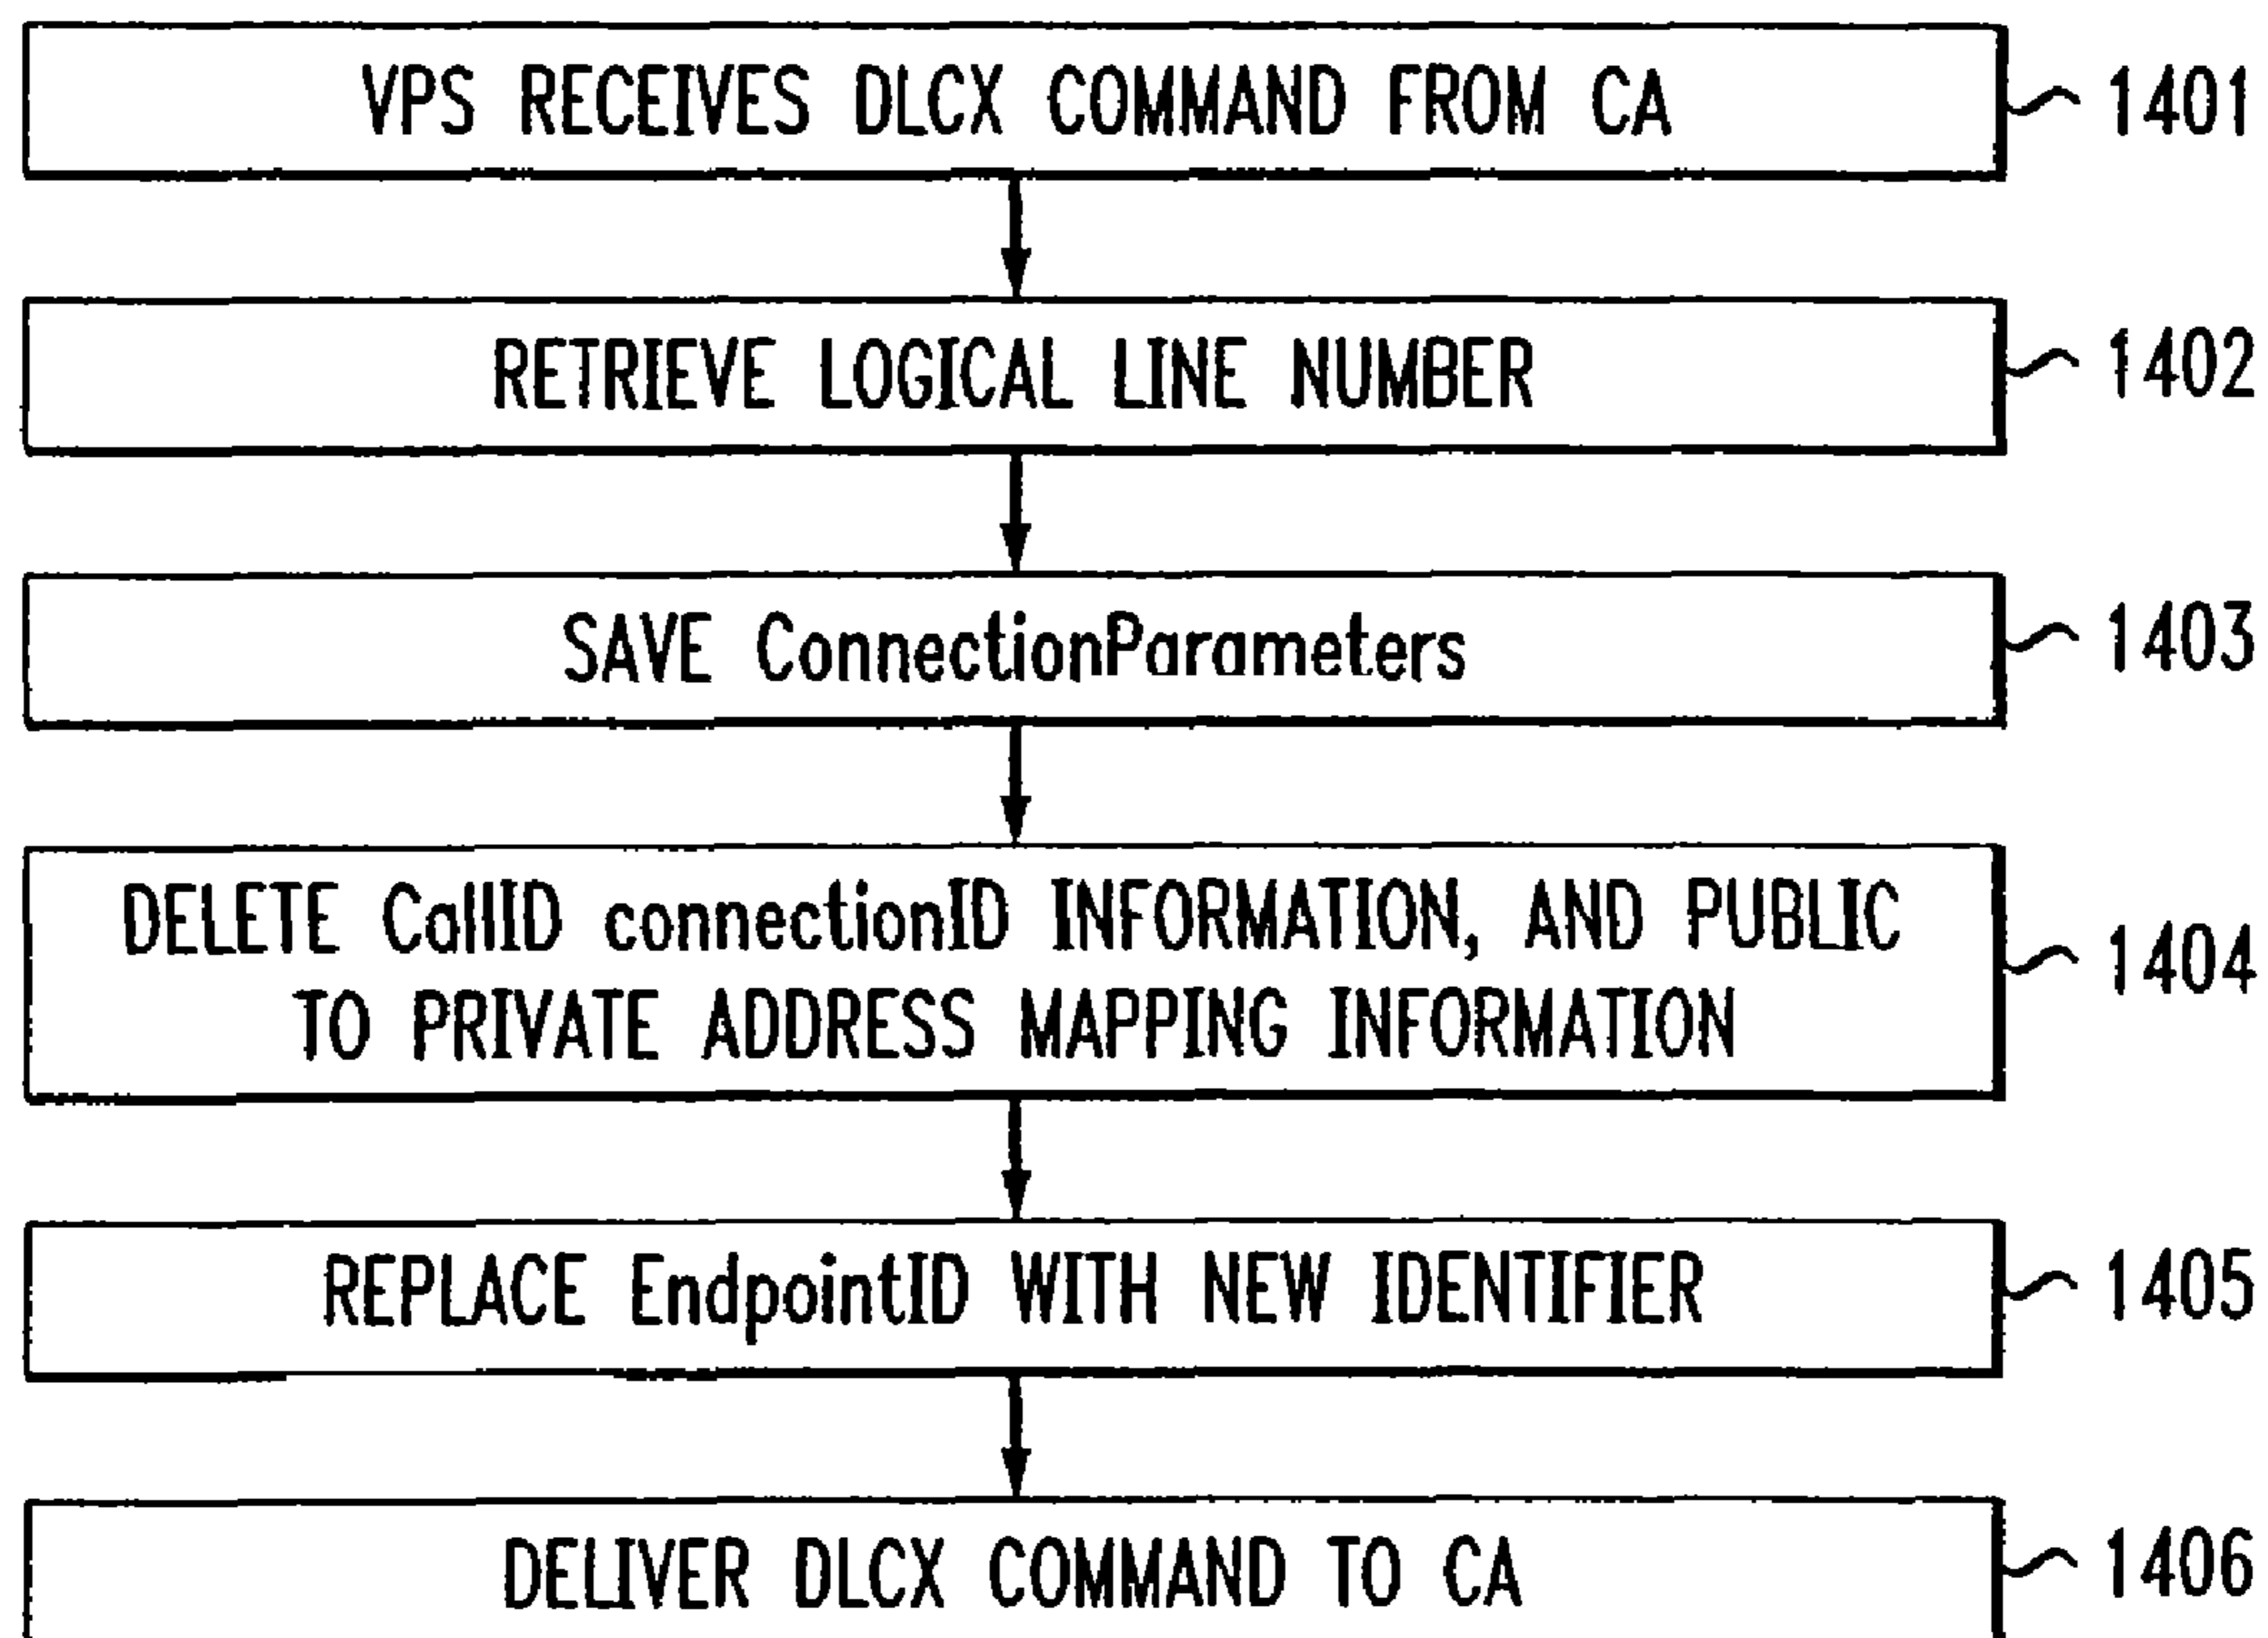 VPS RECEIVES DLCX COMMAND FROM CA
1401
RETRIEVE LOGICAL LINE NUMBER
1402
SAVE ConnectionParameters
1403
DELETE CallID connectionID INFORMATION, AND PUBLIC
TO PRIVATE ADDRESS MAPPING INFORMATION
1404
REPLACE EndpointID WITH NEW IDENTIFIER
1405
DELIVER DLCX COMMAND TO CA
1406